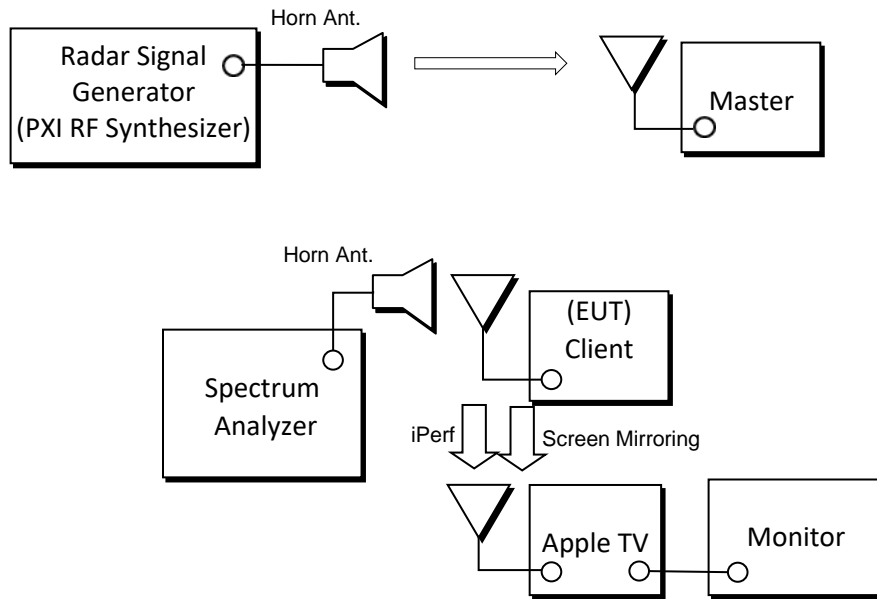 Horn Ant.
Radar Signal
Generator
(PXI RF Synthesizer)
Master
Horn Ant.
(EUT)
Client
Spectrum
Analyzer
iPerf
Screen Mirroring
Apple TV
Monitor